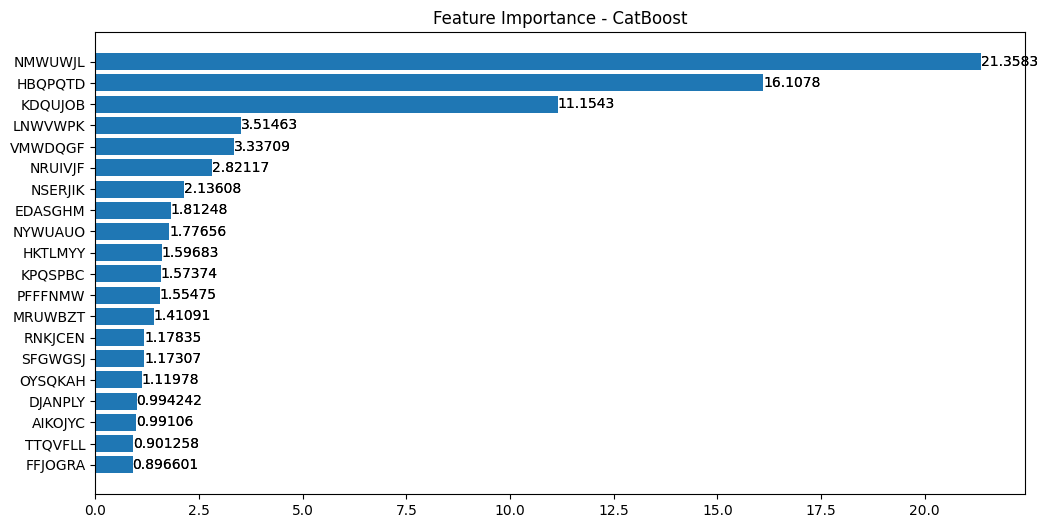 Feature Importance - CatBoost
NMWUWJL 21.3583
HBQPQTD 16.1078
KDQUJOB 11.1543
LNWVWPK 3.51463
VMWDQGF 3.33709
NRUIVJF 2.82117
NSERJIK 2.13608
EDASGHM 1.81248
NYWUAUO 1.77656
HKTLMYY 1.59683
KPQSPBC 1.57374
PFFFNMW 1.55475
MRUWBZT 1.41091
RNKJCEN 1.17835
SFGWGSJ 1.17307
OYSQKAH 1.11978
DJANPLY 0.994242
AIKOJYC 0.99106
TTQVFLL 0.901258
FFJOGRA 0.896601
0.0 2.5 5.0 7.5 10.0 12.5 15.0 17.5 20.0